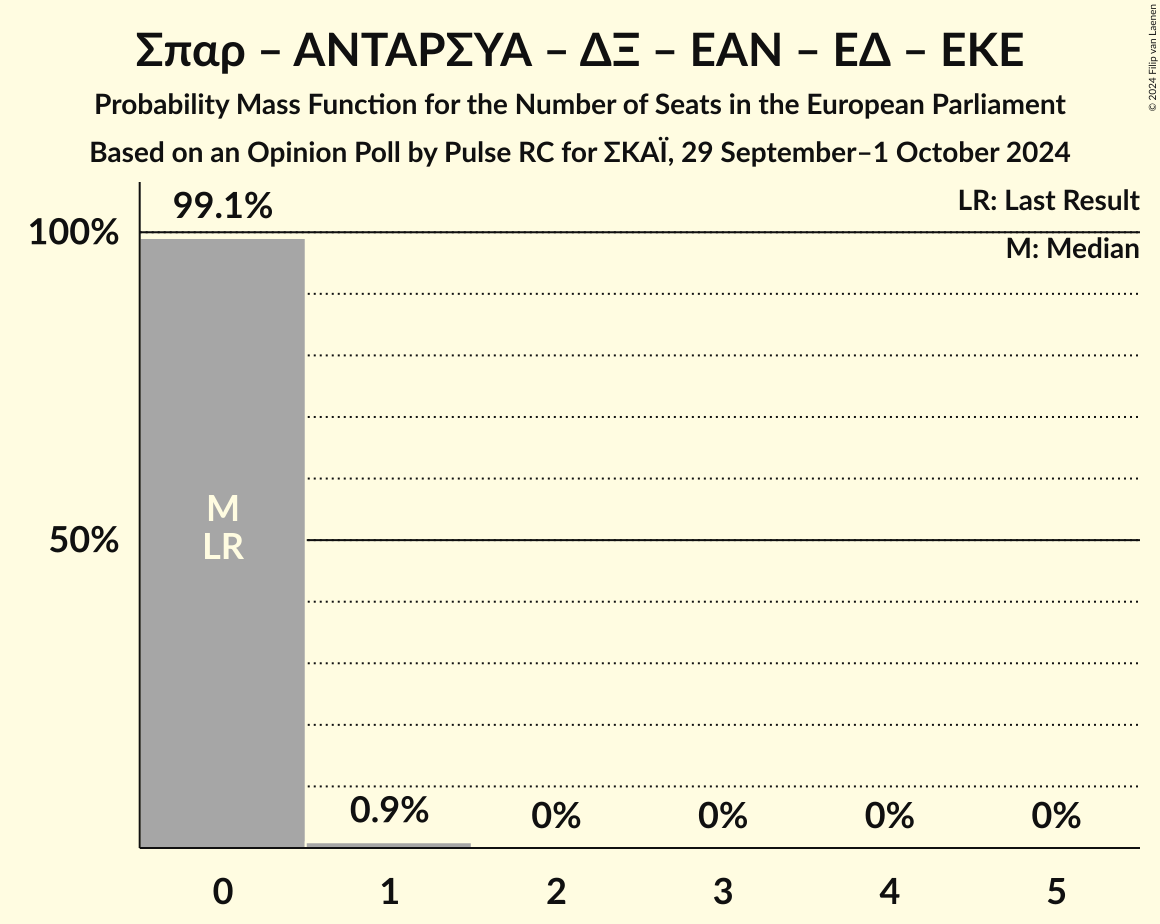 Σπαρ – ΑΝΤΑΡΣΥΑ – ΔΞ – ΕΑΝ – ΕΔ – ΕΚΕ
Probability Mass Function for the Number of Seats in the European Parliament
Based on an Opinion Poll by Pulse RC for ΣΚΑΪ, 29 September–1 October 2024
© 2024 Filip van Laenen
LR: Last Result
M: Median
99.1%
100%
M
LR
50%
0.9%
0%
0%
0%
0%
0 1 2 3 4 5